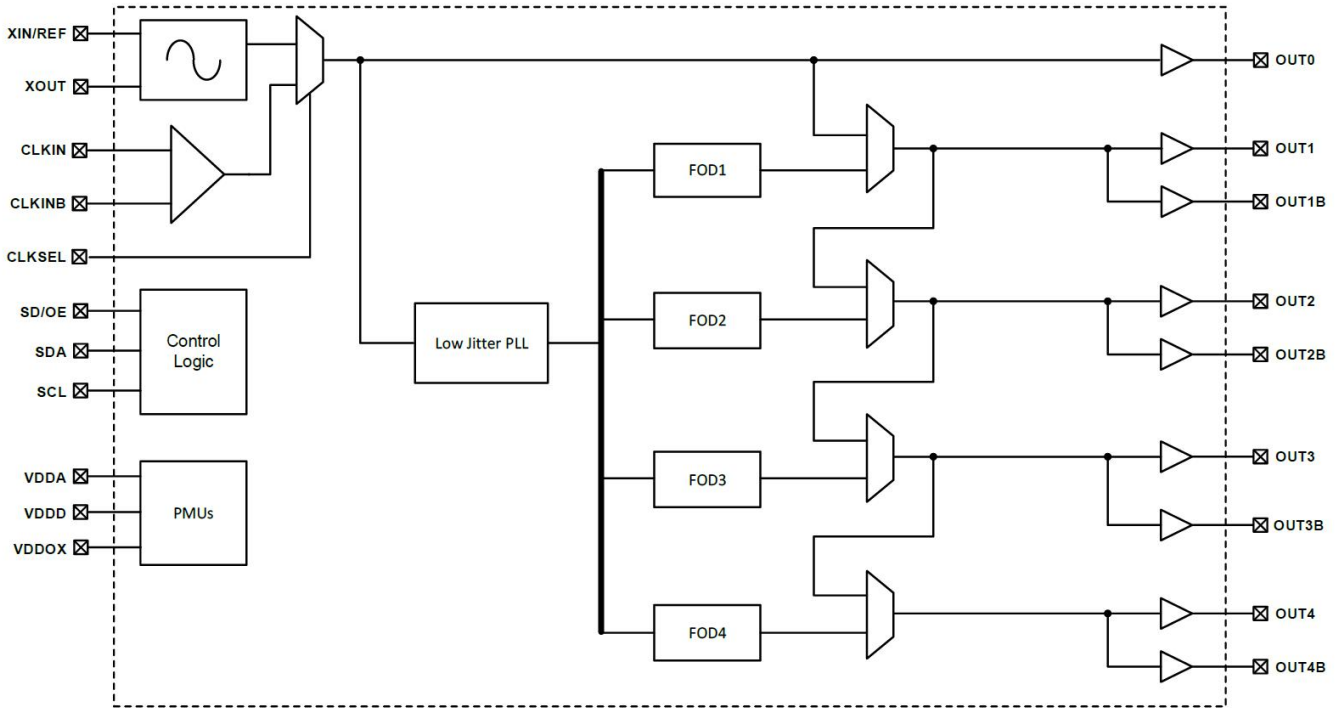 XIN/REF
XOUT
CLKIN
CLKINB
CLKSEL
SD/OE
SDA
SCL
Control
Logic
VDDA
VDDD
VDDOX
PMUs
Low Jitter PLL
FOD1
FOD2
FOD3
FOD4
OUT0
OUT1
OUT1B
OUT2
OUT2B
OUT3
OUT3B
OUT4
OUT4B